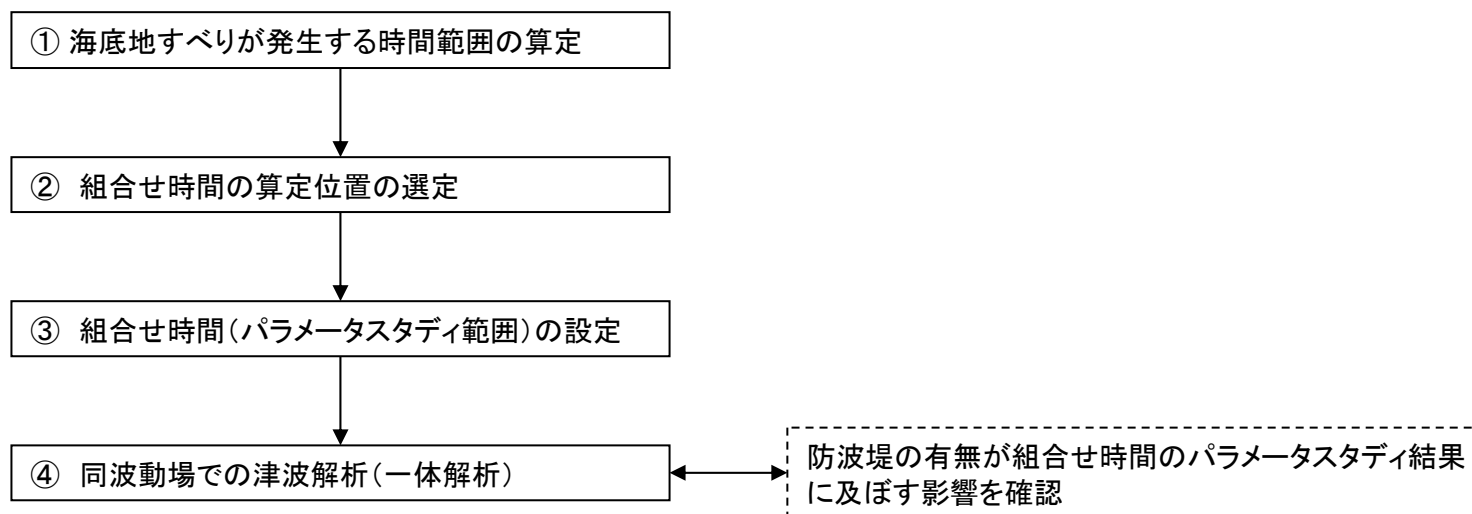 ① 海底地すべりが発生する時間範囲の算定
② 組合せ時間の算定位置の選定
③ 組合せ時間(パラメータスタディ範囲)の設定
④ 同波動場での津波解析(一体解析)
防波堤の有無が組合せ時間のパラメータスタディ結果
に及ぼす影響を確認